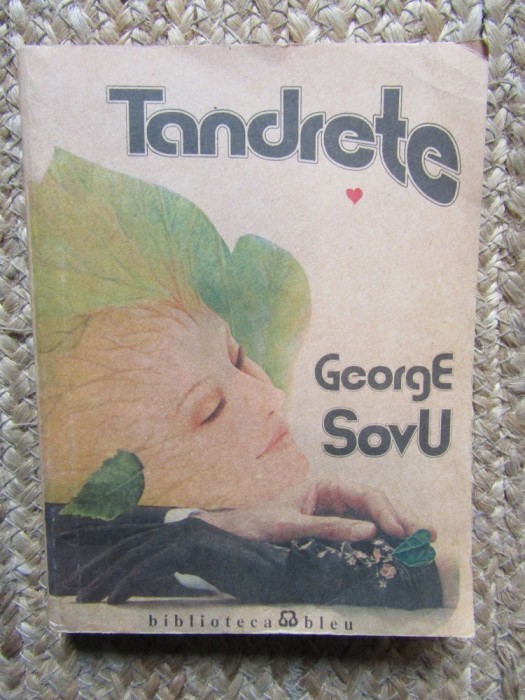 Tandrete
GeorgE
SovU
biblioteca bleu